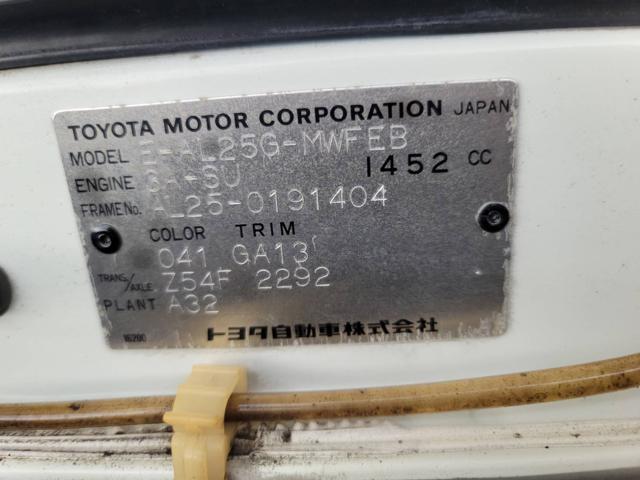 TOYOTA MOTOR CORPORATION JAPAN
MODEL E-AL25G-MWFEB
ENGINE 3A-SU 1452 CC
FRAME No. AL25-0191404
COLOR TRIM
041 GA13
TRANS./AXLE Z54F 2292
PLANT A32
16200 トヨタ自動車株式会社